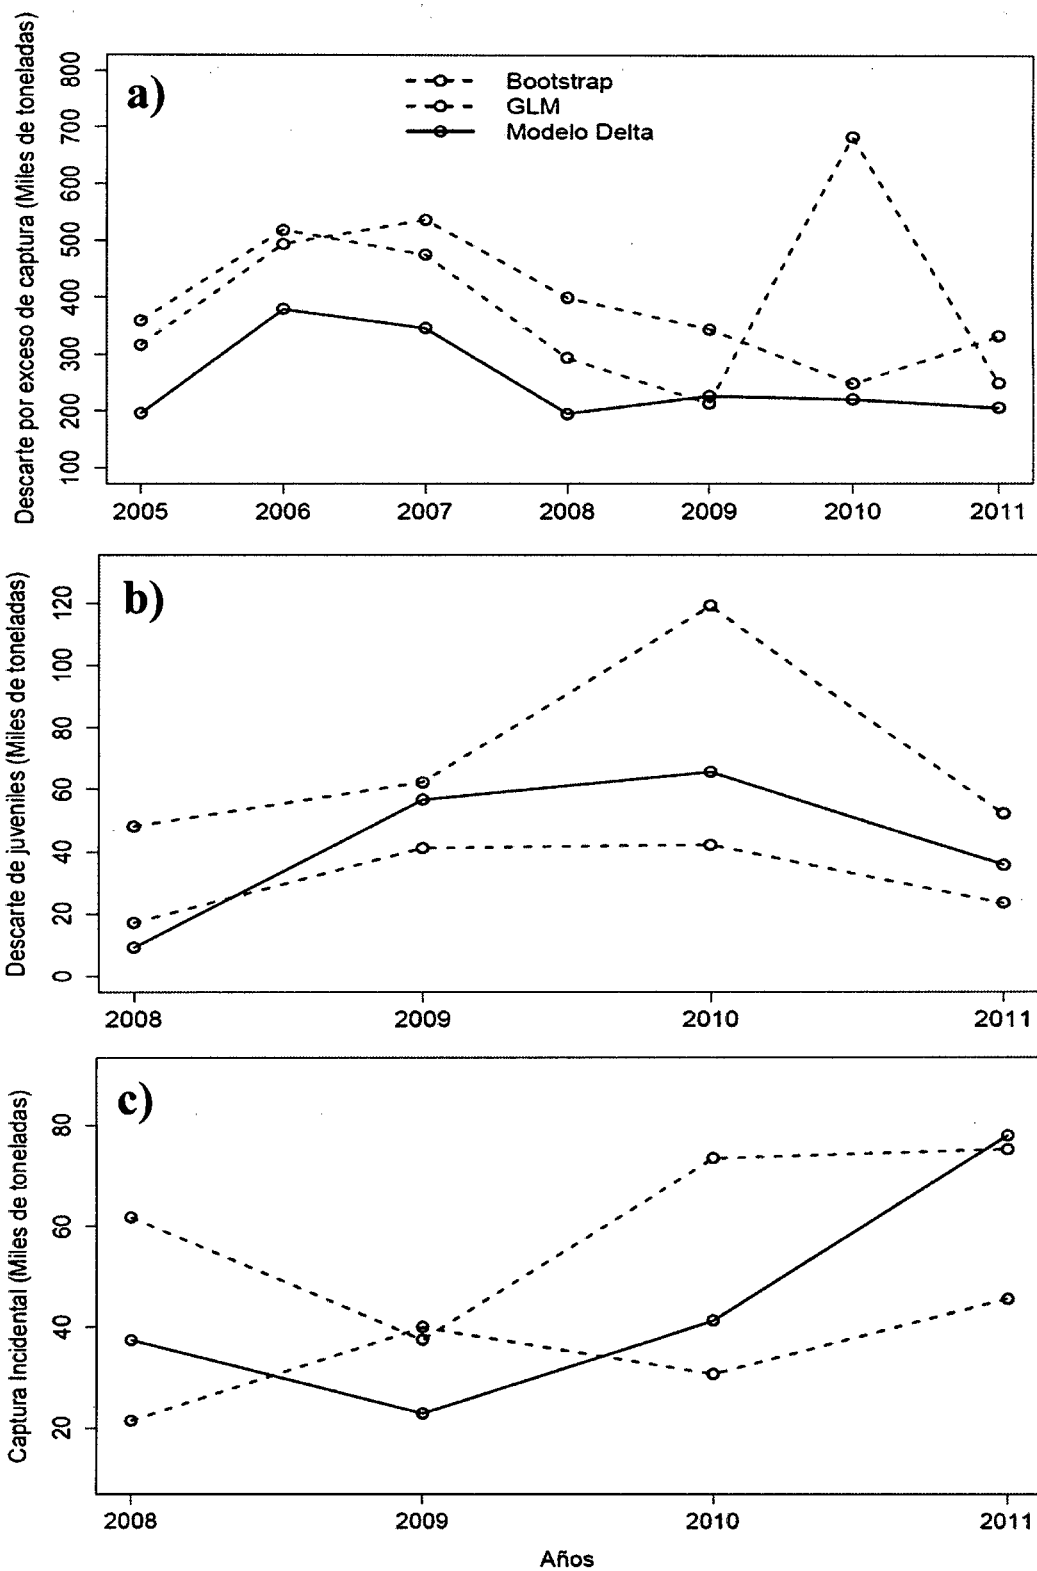 a)
Bootstrap
GLM
Modelo Delta
Descarte por exceso de captura (Miles de toneladas)
800
700
600
500
400
300
200
100
2005 2006 2007 2008 2009 2010 2011
b)
Descarte de juveniles (Miles de toneladas)
120
100
80
60
40
20
0
2008 2009 2010 2011
c)
Captura Incidental (Miles de toneladas)
80
60
40
20
2008 2009 2010 2011
Años